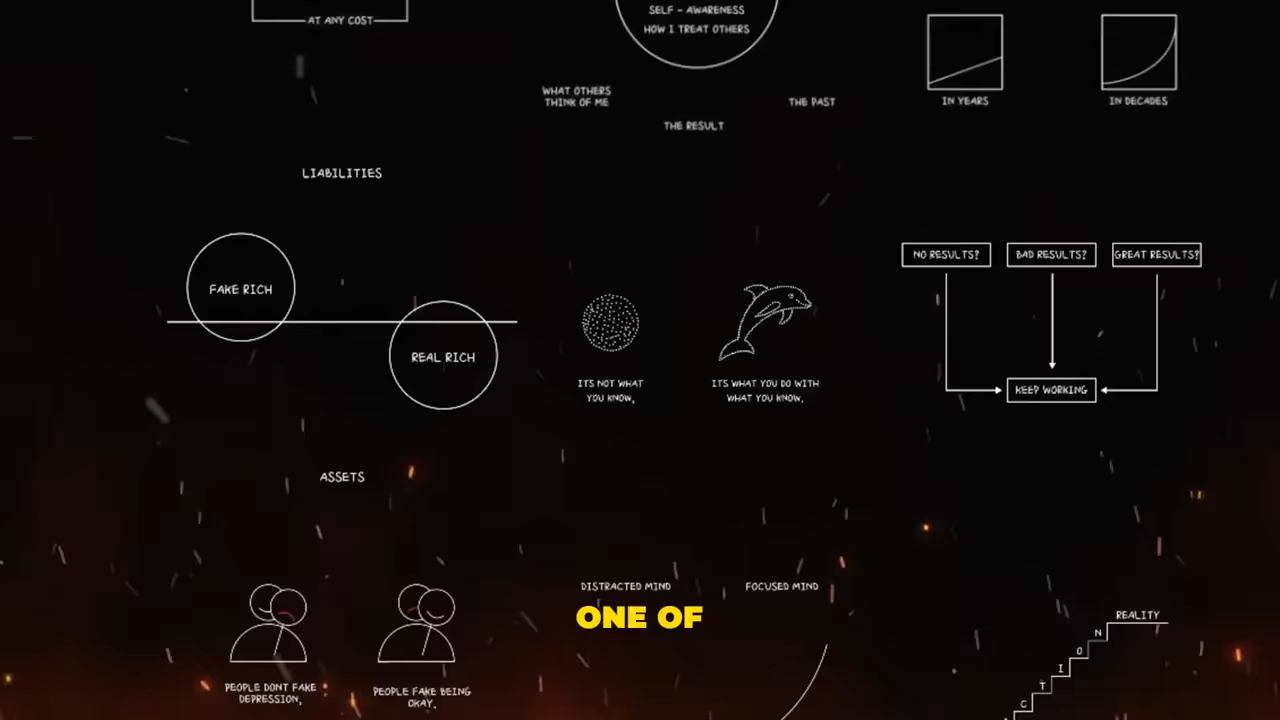 AT ANY COST
SELF - AWARENESS
HOW I TREAT OTHERS
WHAT OTHERS
THINK OF ME
THE PAST
THE RESULT
IN YEARS
IN DECADES
LIABILITIES
FAKE RICH
REAL RICH
ASSETS
ITS NOT WHAT
YOU KNOW,
ITS WHAT YOU DO WITH
WHAT YOU KNOW.
NO RESULTS?
BAD RESULTS?
GREAT RESULTS?
KEEP WORKING
PEOPLE DONT FAKE
DEPRESSION,
PEOPLE FAKE BEING
OKAY.
DISTRACTED MIND
FOCUSED MIND
ONE OF
REALITY
N
O
I
T
C